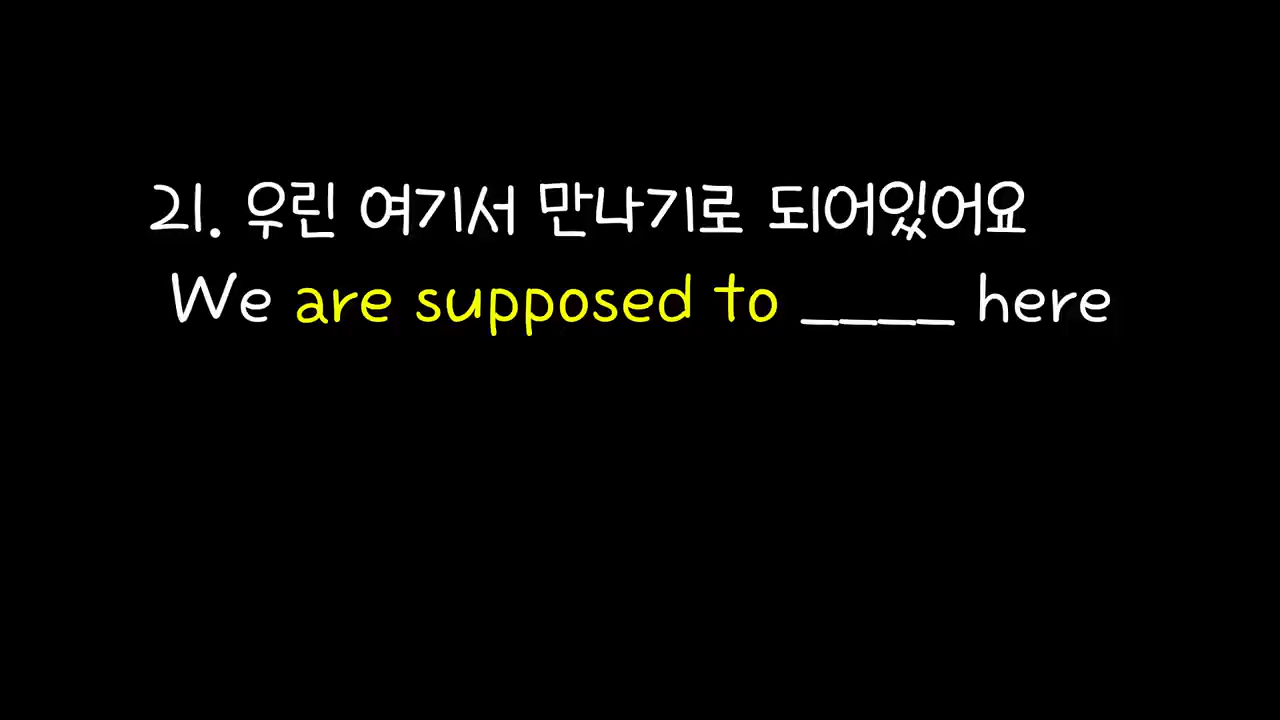 21. 우린 여기서 만나기로 되어있어요
We are supposed to ____ here